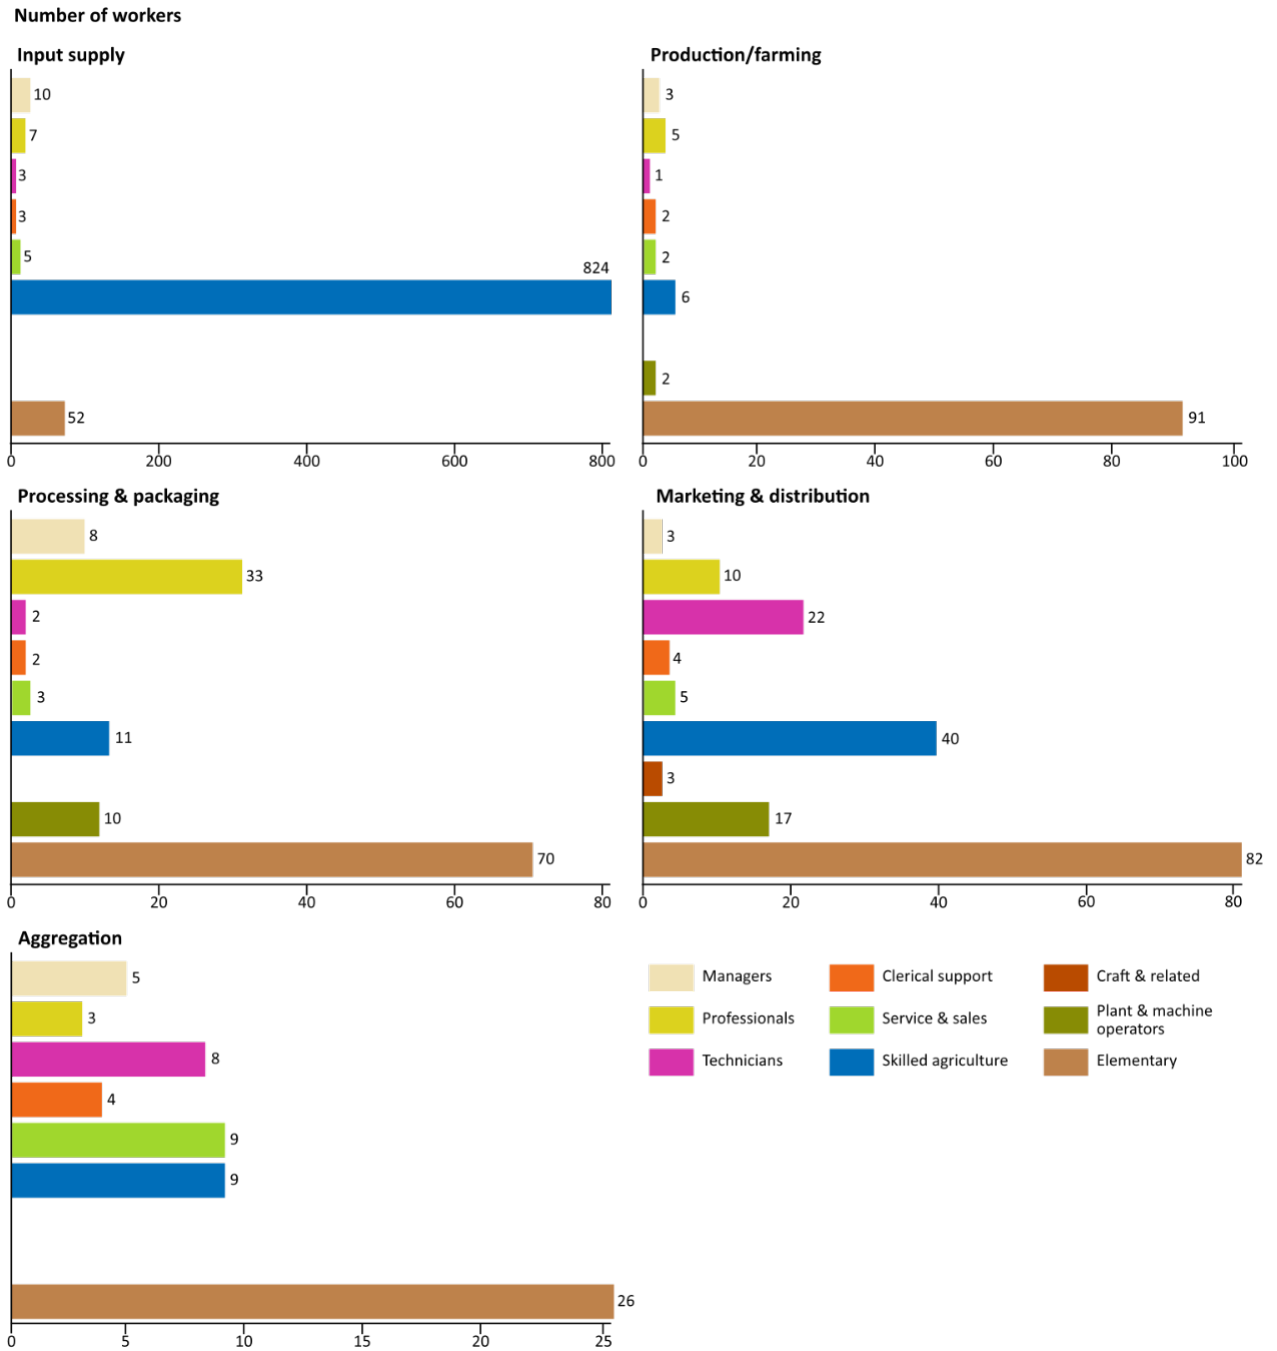 Number of workers
Input supply
10
7
3
3
5
824
52
0 200 400 600 800
Production/farming
3
5
1
2
2
6
2
91
0 20 40 60 80 100
Processing & packaging
8
33
2
2
3
11
10
70
0 20 40 60 80
Marketing & distribution
3
10
22
4
5
40
3
17
82
0 20 40 60 80
Aggregation
5
3
8
4
9
9
26
0 5 10 15 20 25
Managers
Professionals
Technicians
Clerical support
Service & sales
Skilled agriculture
Craft & related
Plant & machine
operators
Elementary